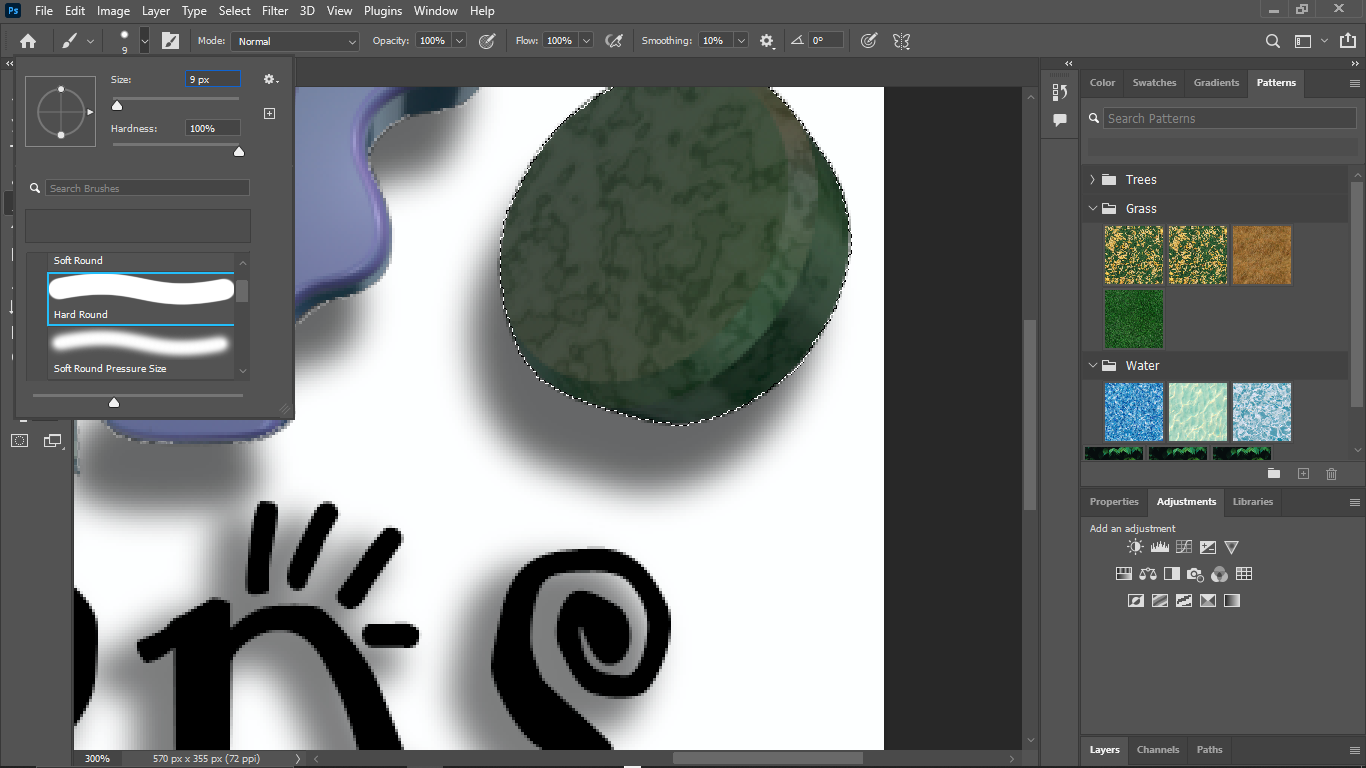 Ps File Edit Image Layer Type Select Filter 3D View Plugins Window Help
9 Mode: Normal Opacity: 100% Flow: 100% Smoothing: 10% 0°
Size: 9 px
Hardness: 100%
Search Brushes
Soft Round
Hard Round
Soft Round Pressure Size
Color Swatches Gradients Patterns
Search Patterns
Trees
Grass
Water
Properties Adjustments Libraries
Add an adjustment
Layers Channels Paths
ns
300% 570 px x 355 px (72 ppi)